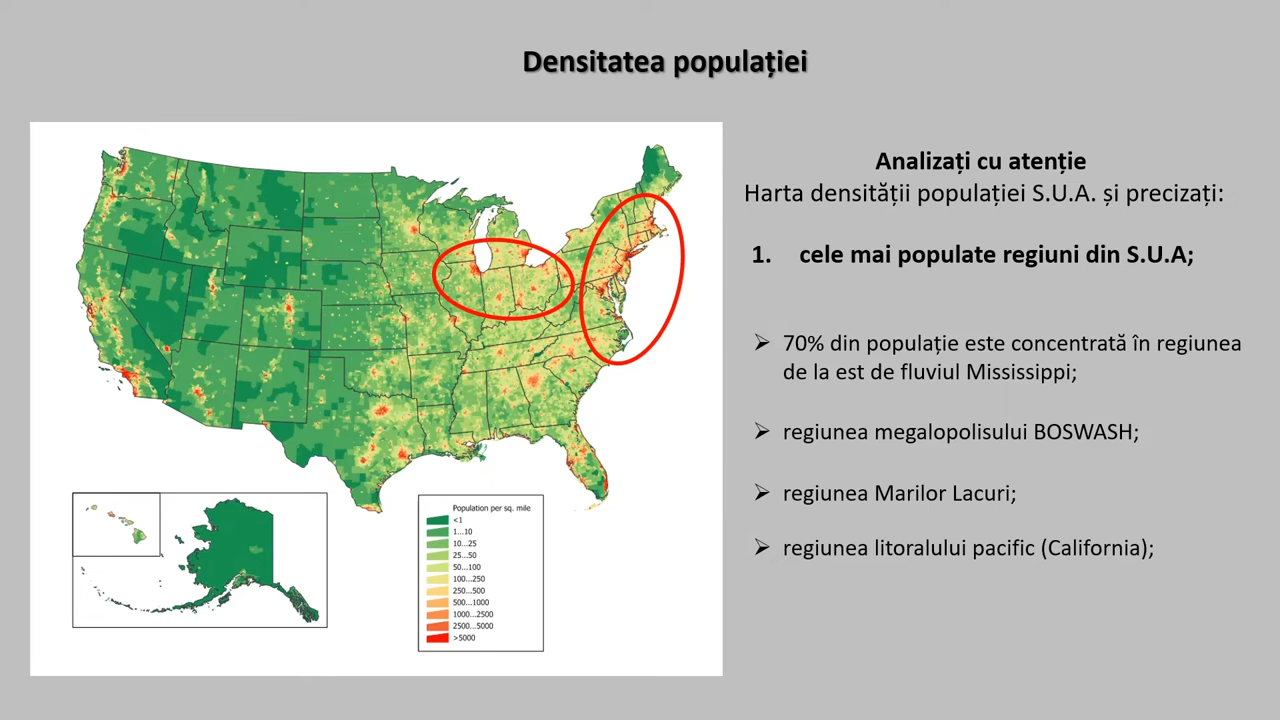 Densitatea populației
Analizați cu atenție
Harta densității populației S.U.A. și precizați:
1. cele mai populate regiuni din S.U.A;
➢ 70% din populație este concentrată în regiunea
de la est de fluviul Mississippi;
➢ regiunea megalopolisului BOSWASH;
➢ regiunea Marilor Lacuri;
➢ regiunea litoralului pacific (California);
Population per sq. mile
<1
1...10
10...25
25...50
50...100
100...250
250...500
500...1000
1000...2500
2500...5000
>5000